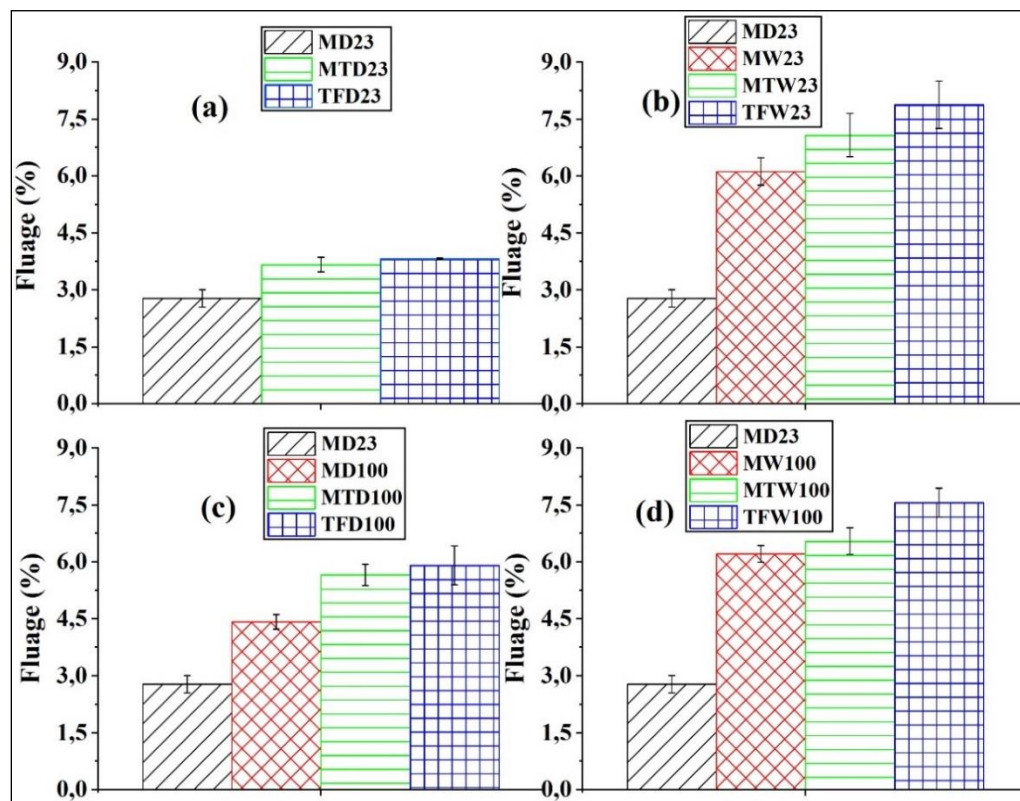 MD23
MTD23
TFD23
(a)
Fluage (%)
9,0
7,5
6,0
4,5
3,0
1,5
0,0
MD23
MW23
MTW23
TFW23
(b)
Fluage (%)
9,0
7,5
6,0
4,5
3,0
1,5
0,0
MD23
MD100
MTD100
TFD100
(c)
Fluage (%)
9,0
7,5
6,0
4,5
3,0
1,5
0,0
MD23
MW100
MTW100
TFW100
(d)
Fluage (%)
9,0
7,5
6,0
4,5
3,0
1,5
0,0